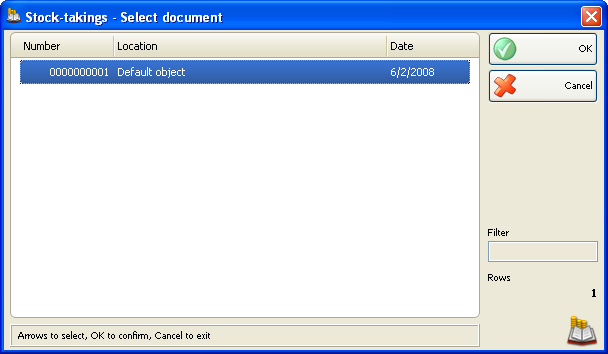 Stock-takings - Select document
Number Location Date
0000000001 Default object 6/2/2008
OK
Cancel
Filter
Rows
1
Arrows to select, OK to confirm, Cancel to exit